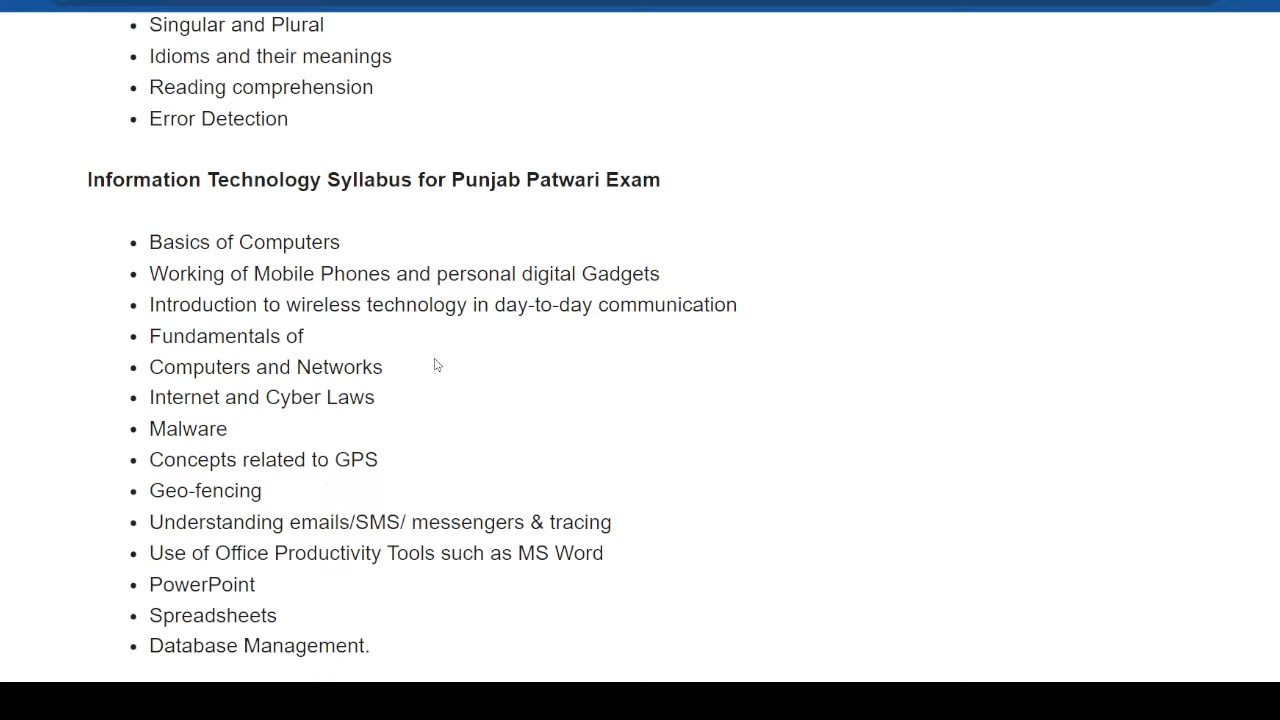 • Singular and Plural
• Idioms and their meanings
• Reading comprehension
• Error Detection
Information Technology Syllabus for Punjab Patwari Exam
• Basics of Computers
• Working of Mobile Phones and personal digital Gadgets
• Introduction to wireless technology in day-to-day communication
• Fundamentals of
• Computers and Networks
• Internet and Cyber Laws
• Malware
• Concepts related to GPS
• Geo-fencing
• Understanding emails/SMS/ messengers & tracing
• Use of Office Productivity Tools such as MS Word
• PowerPoint
• Spreadsheets
• Database Management.